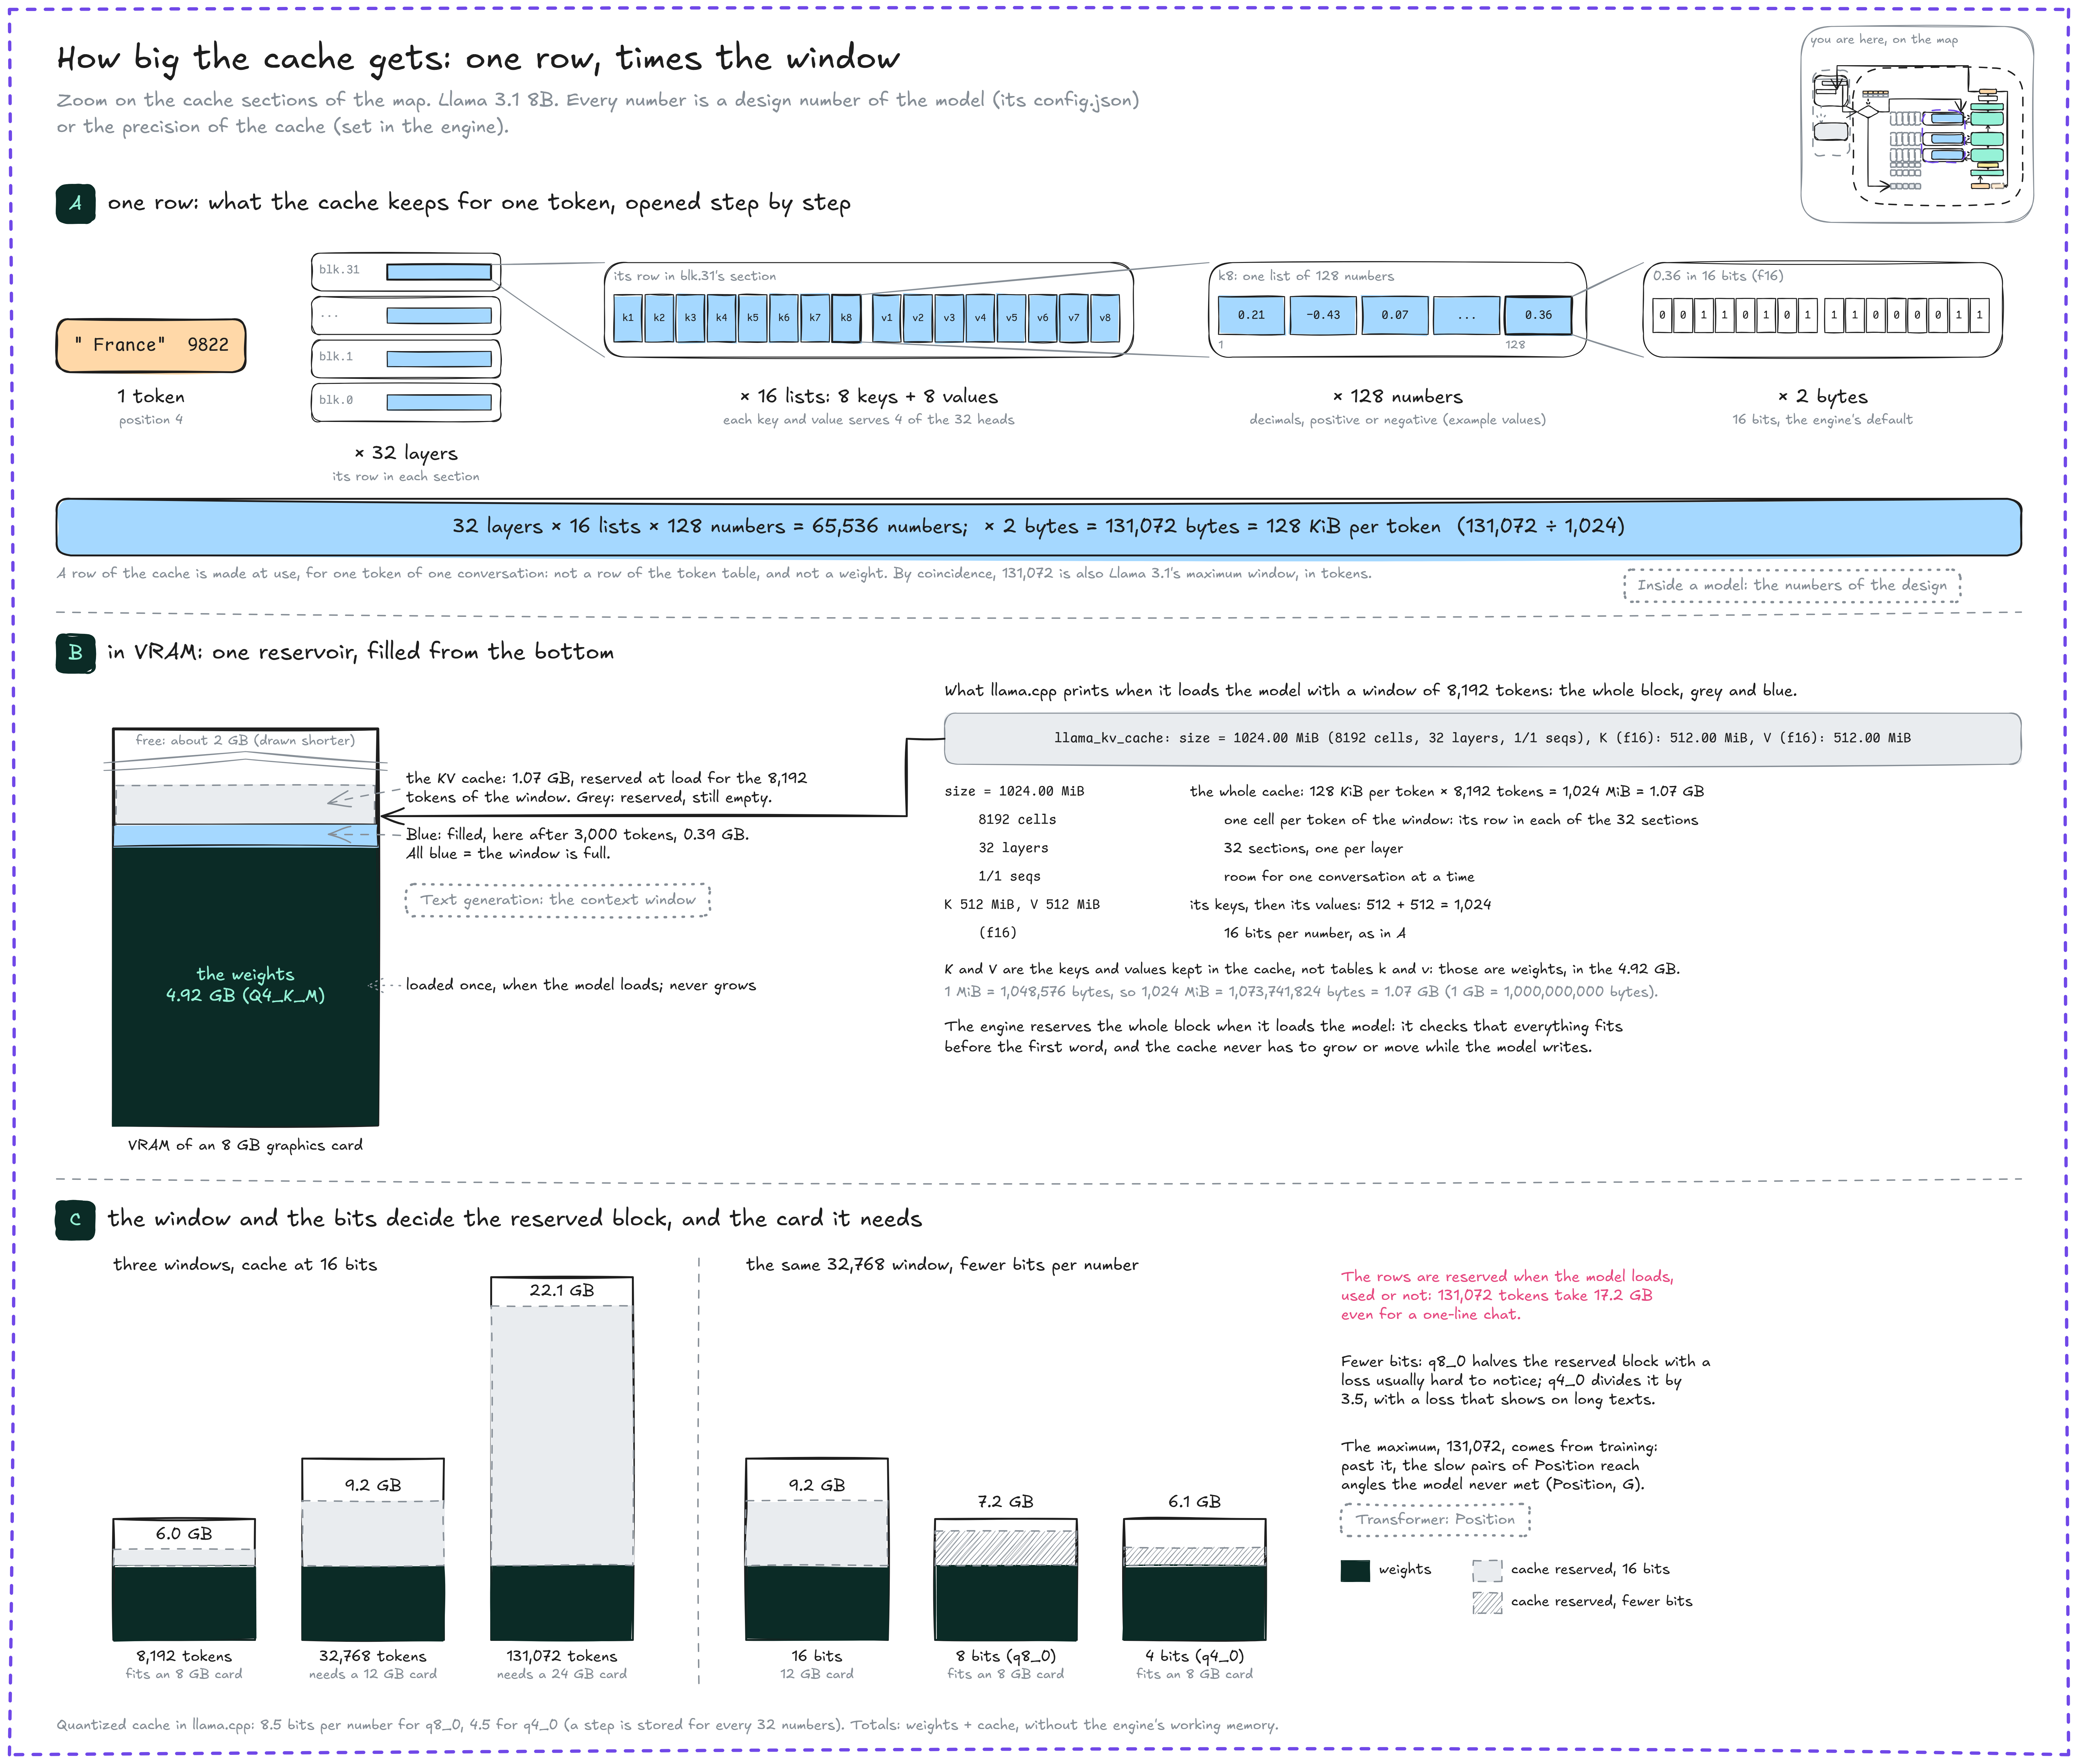 How big the cache gets: one row, times the window
Zoom on the cache sections of the map. Llama 3.1 8B. Every number is a design number of the model (its config.json)
or the precision of the cache (set in the engine).
you are here, on the map
A one row: what the cache keeps for one token, opened step by step
" France" 9822
1 token
position 4
blk.31
...
blk.1
blk.0
× 32 layers
its row in each section
its row in blk.31's section
k1 k2 k3 k4 k5 k6 k7 k8 v1 v2 v3 v4 v5 v6 v7 v8
× 16 lists: 8 keys + 8 values
each key and value serves 4 of the 32 heads
k8: one list of 128 numbers
0.21 -0.43 0.07 ... 0.36
1 128
× 128 numbers
decimals, positive or negative (example values)
0.36 in 16 bits (f16)
0 0 1 1 0 1 0 1 1 1 0 0 0 0 1 1
× 2 bytes
16 bits, the engine's default
32 layers × 16 lists × 128 numbers = 65,536 numbers; × 2 bytes = 131,072 bytes = 128 KiB per token (131,072 ÷ 1,024)
A row of the cache is made at use, for one token of one conversation: not a row of the token table, and not a weight. By coincidence, 131,072 is also Llama 3.1's maximum window, in tokens.
Inside a model: the numbers of the design
B in VRAM: one reservoir, filled from the bottom
free: about 2 GB (drawn shorter)
the KV cache: 1.07 GB, reserved at load for the 8,192
tokens of the window. Grey: reserved, still empty.
Blue: filled, here after 3,000 tokens, 0.39 GB.
All blue = the window is full.
Text generation: the context window
the weights
4.92 GB (Q4_K_M)
loaded once, when the model loads; never grows
VRAM of an 8 GB graphics card
What llama.cpp prints when it loads the model with a window of 8,192 tokens: the whole block, grey and blue.
llama_kv_cache: size = 1024.00 MiB (8192 cells, 32 layers, 1/1 seqs), K (f16): 512.00 MiB, V (f16): 512.00 MiB
size = 1024.00 MiB the whole cache: 128 KiB per token × 8,192 tokens = 1,024 MiB = 1.07 GB
8192 cells one cell per token of the window: its row in each of the 32 sections
32 layers 32 sections, one per layer
1/1 seqs room for one conversation at a time
K 512 MiB, V 512 MiB its keys, then its values: 512 + 512 = 1,024
(f16) 16 bits per number, as in A
K and V are the keys and values kept in the cache, not tables k and v: those are weights, in the 4.92 GB.
1 MiB = 1,048,576 bytes, so 1,024 MiB = 1,073,741,824 bytes = 1.07 GB (1 GB = 1,000,000,000 bytes).
The engine reserves the whole block when it loads the model: it checks that everything fits
before the first word, and the cache never has to grow or move while the model writes.
C the window and the bits decide the reserved block, and the card it needs
three windows, cache at 16 bits
6.0 GB
8,192 tokens
fits an 8 GB card
9.2 GB
32,768 tokens
needs a 12 GB card
22.1 GB
131,072 tokens
needs a 24 GB card
the same 32,768 window, fewer bits per number
9.2 GB
16 bits
12 GB card
7.2 GB
8 bits (q8_0)
fits an 8 GB card
6.1 GB
4 bits (q4_0)
fits an 8 GB card
The rows are reserved when the model loads,
used or not: 131,072 tokens take 17.2 GB
even for a one-line chat.
Fewer bits: q8_0 halves the reserved block with a
loss usually hard to notice; q4_0 divides it by
3.5, with a loss that shows on long texts.
The maximum, 131,072, comes from training:
past it, the slow pairs of Position reach
angles the model never met (Position, G).
Transformer: Position
weights
cache reserved, 16 bits
cache reserved, fewer bits
Quantized cache in llama.cpp: 8.5 bits per number for q8_0, 4.5 for q4_0 (a step is stored for every 32 numbers). Totals: weights + cache, without the engine's working memory.